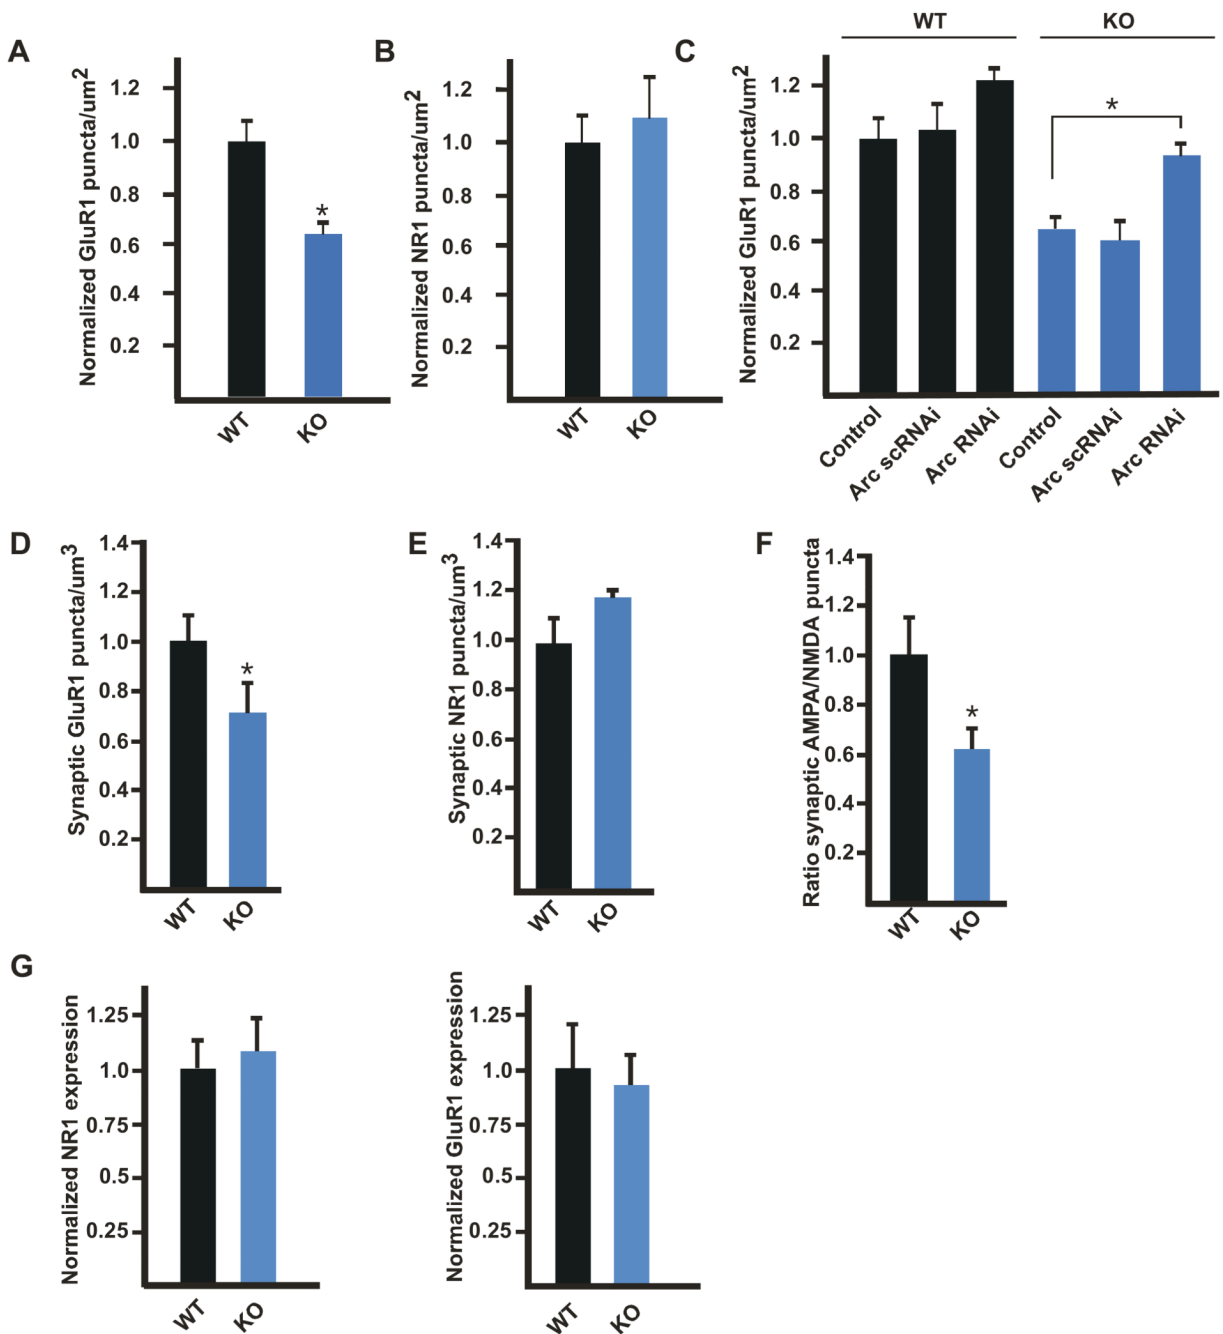 A
Normalized GluR1 puncta/um2
1.2
1.0
0.8
0.6
0.4
0.2
*
WT
KO
B
Normalized NR1 puncta/um2
1.2
1.0
0.8
0.6
0.4
0.2
WT
KO
C
WT
KO
Normalized GluR1 puncta/um2
1.2
1.0
0.8
0.6
0.4
0.2
*
Control
Arc scRNAi
Arc RNAi
Control
Arc scRNAi
Arc RNAi
D
Synaptic GluR1 puncta/um3
1.4
1.2
1.0
0.8
0.6
0.4
0.2
*
WT
KO
E
Synaptic NR1 puncta/um3
1.4
1.2
1.0
0.8
0.6
0.4
0.2
WT
KO
F
Ratio synaptic AMPA/NMDA puncta
1.4
1.2
1.0
0.8
0.6
0.4
0.2
*
WT
KO
G
Normalized NR1 expression
1.25
1.0
0.75
0.5
0.25
WT
KO
Normalized GluR1 expression
1.25
1.0
0.75
0.5
0.25
WT
KO